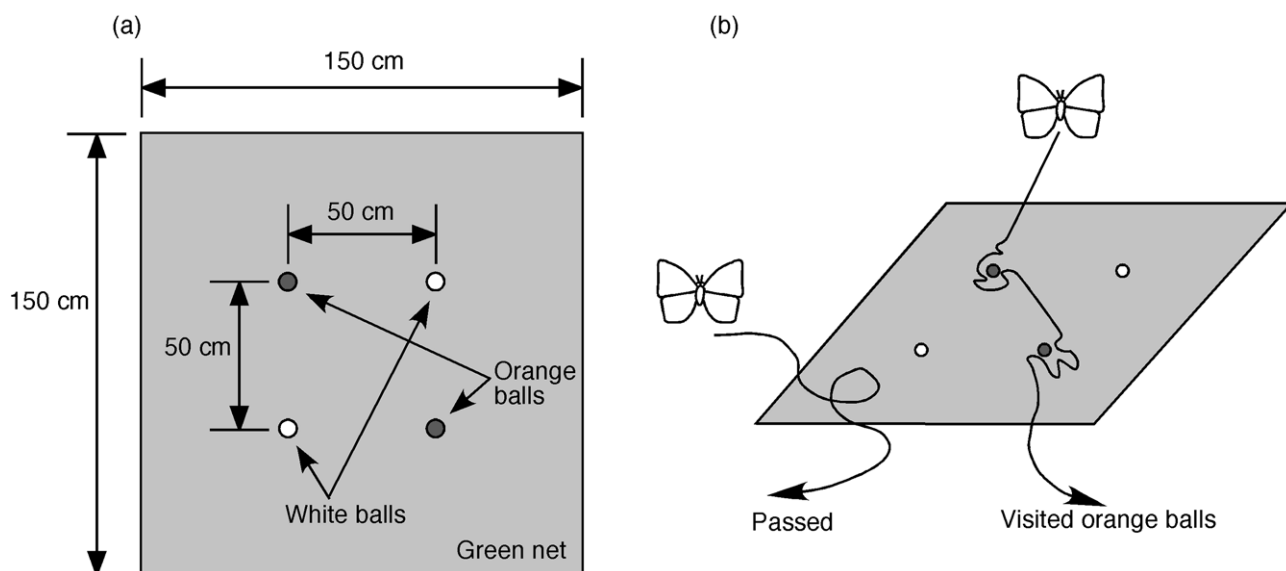 (a)
150 cm
50 cm
150 cm
50 cm
Orange
balls
White balls
Green net
(b)
Passed
Visited orange balls